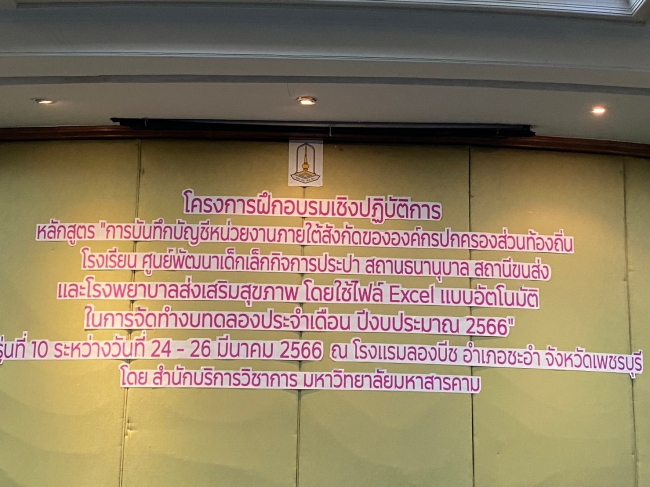 โครงการฝึกอบรมเชิงปฏิบัติการ
หลักสูตร "การบันทึกบัญชีหน่วยงานภายใต้สังกัดขององค์กรปกครองส่วนท้องถิ่น
โรงเรียน ศูนย์พัฒนาเด็กเล็กกิจการประปา สถานธนานุบาล สถานีขนส่ง
และโรงพยาบาลส่งเสริมสุขภาพ โดยใช้ไฟล์ Excel แบบอัตโนมัติ
ในการจัดทำงบทดลองประจำเดือน ปีงบประมาณ 2566"
รุ่นที่ 10 ระหว่างวันที่ 24 - 26 มีนาคม 2566 ณ โรงแรมลองบีช อำเภอชะอำ จังหวัดเพชรบุรี
โดย สำนักบริการวิชาการ มหาวิทยาลัยมหาสารคาม